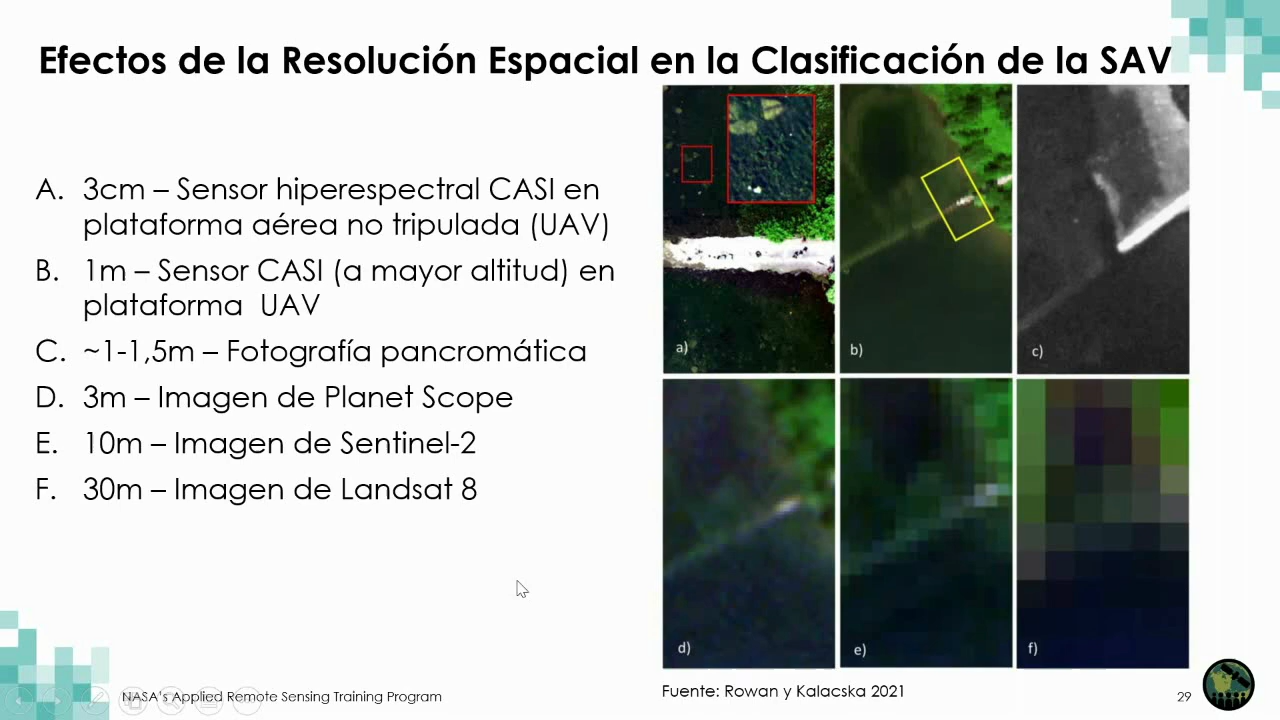 Efectos de la Resolución Espacial en la Clasificación de la SAV
A. 3cm – Sensor hiperespectral CASI en
plataforma aérea no tripulada (UAV)
B. 1m – Sensor CASI (a mayor altitud) en
plataforma  UAV
C. ~1-1,5m – Fotografía pancromática
D. 3m – Imagen de Planet Scope
E. 10m – Imagen de Sentinel-2
F. 30m – Imagen de Landsat 8
a)
b)
c)
d)
e)
f)
Fuente: Rowan y Kalacska 2021
NASA's Applied Remote Sensing Training Program
29